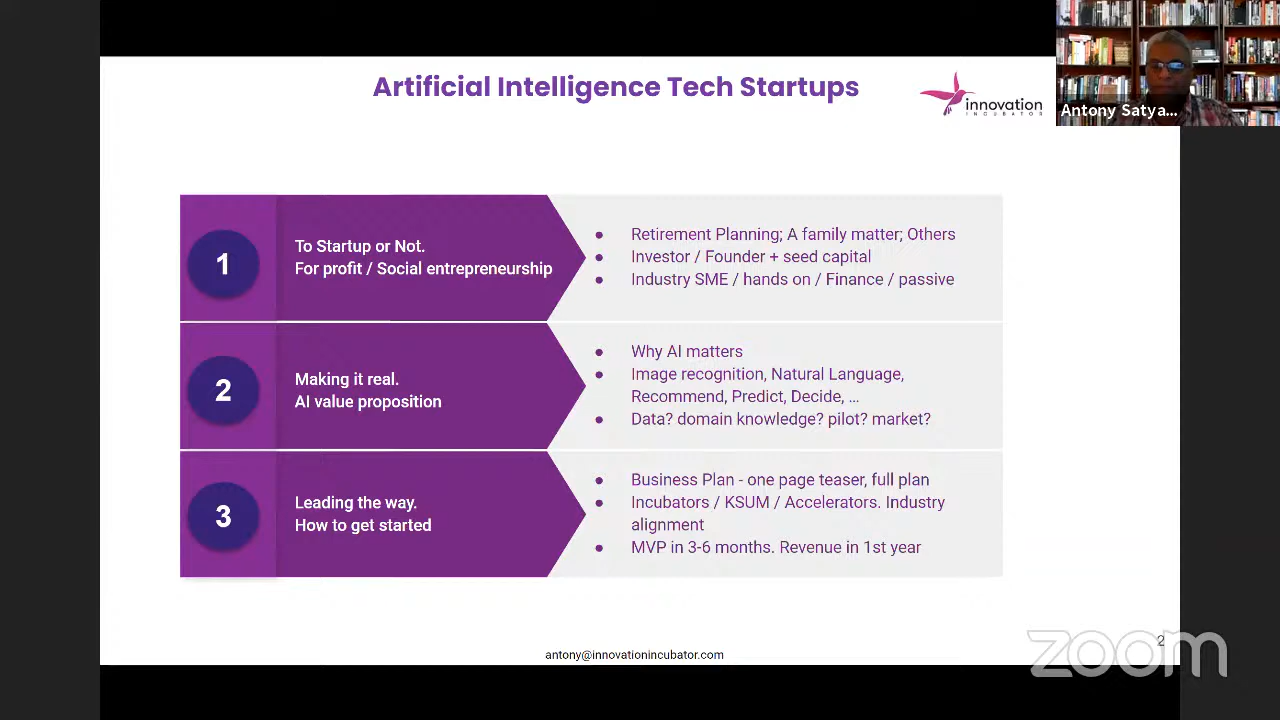 Artificial Intelligence Tech Startups
innovation
INCUBATOR
Antony Satya...
1
To Startup or Not.
For profit / Social entrepreneurship
● Retirement Planning; A family matter; Others
● Investor / Founder + seed capital
● Industry SME / hands on / Finance / passive
2
Making it real.
AI value proposition
● Why AI matters
● Image recognition, Natural Language,
Recommend, Predict, Decide, …
● Data? domain knowledge? pilot? market?
3
Leading the way.
How to get started
● Business Plan - one page teaser, full plan
● Incubators / KSUM / Accelerators. Industry
alignment
● MVP in 3-6 months. Revenue in 1st year
antony@innovationincubator.com
2
zoom